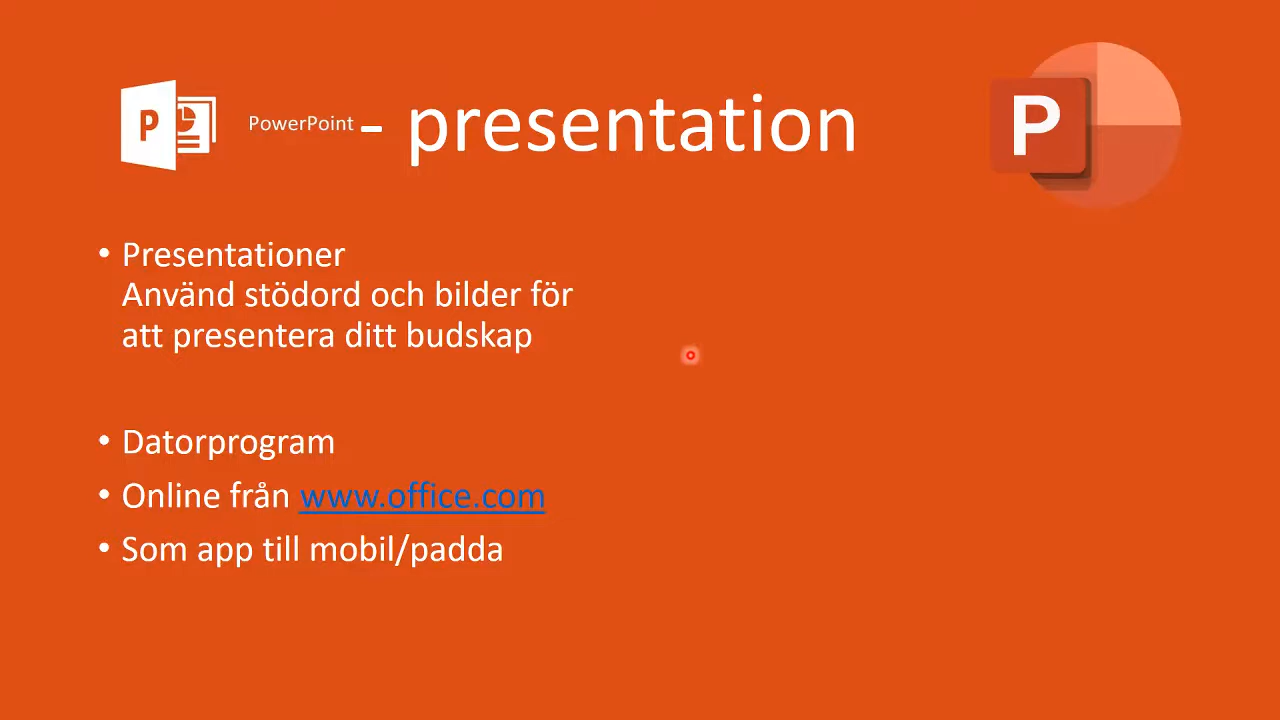 P PowerPoint – presentation P
• Presentationer
Använd stödord och bilder för
att presentera ditt budskap
• Datorprogram
• Online från www.office.com
• Som app till mobil/padda